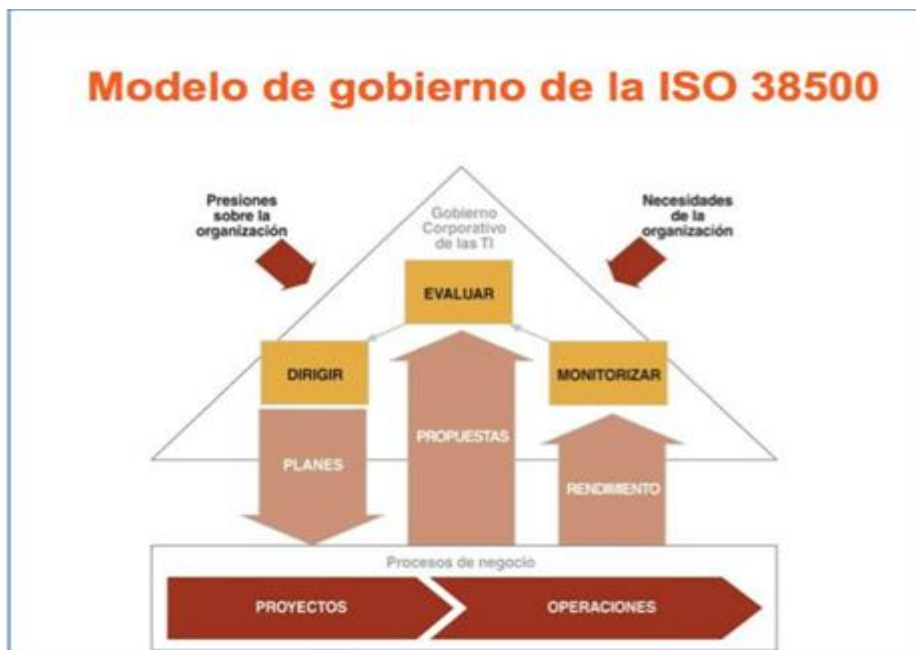 Modelo de gobierno de la ISO 38500
Presiones
sobre la
organización
Necesidades
de la
organización
Gobierno
Corporativo
de las TI
EVALUAR
DIRIGIR
MONITORIZAR
PLANES
PROPUESTAS
RENDIMIENTO
Procesos de negocio
PROYECTOS
OPERACIONES